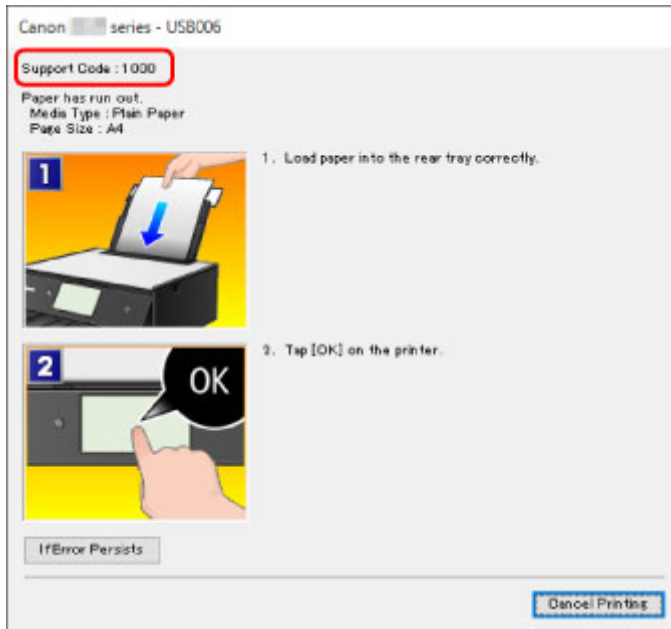 Canon series - USB006
Support Code : 1000
Paper has run out.
Media Type : Plain Paper
Page Size : A4
1
1. Load paper into the rear tray correctly.
2
OK
2. Tap [OK] on the printer.
If Error Persists
Cancel Printing